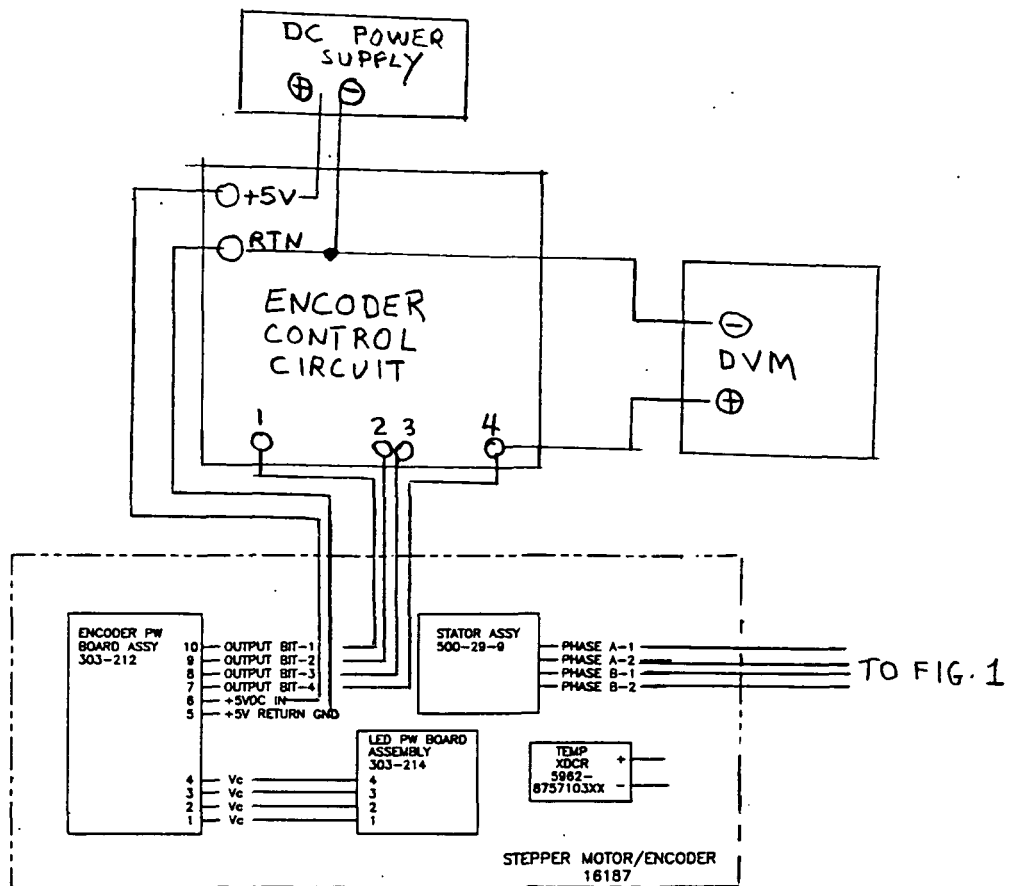 DC POWER
SUPPLY
⊕ ⊖
+5V
RTN
ENCODER
CONTROL
CIRCUIT
1
2 3
4
⊖
DVM
⊕
ENCODER PW
BOARD ASSY
303-212
10 OUTPUT BIT-1
9 OUTPUT BIT-2
8 OUTPUT BIT-3
7 OUTPUT BIT-4
6 +5VDC IN
5 +5V RETURN GND
4 Vc
3 Vc
2 Vc
1 Vc
LED PW BOARD
ASSEMBLY
303-214
4
3
2
1
STATOR ASSY
500-29-9
PHASE A-1
PHASE A-2
PHASE B-1
PHASE B-2
TO FIG. 1
TEMP
XDCR
5962-
8757103XX
+
-
STEPPER MOTOR/ENCODER
16187